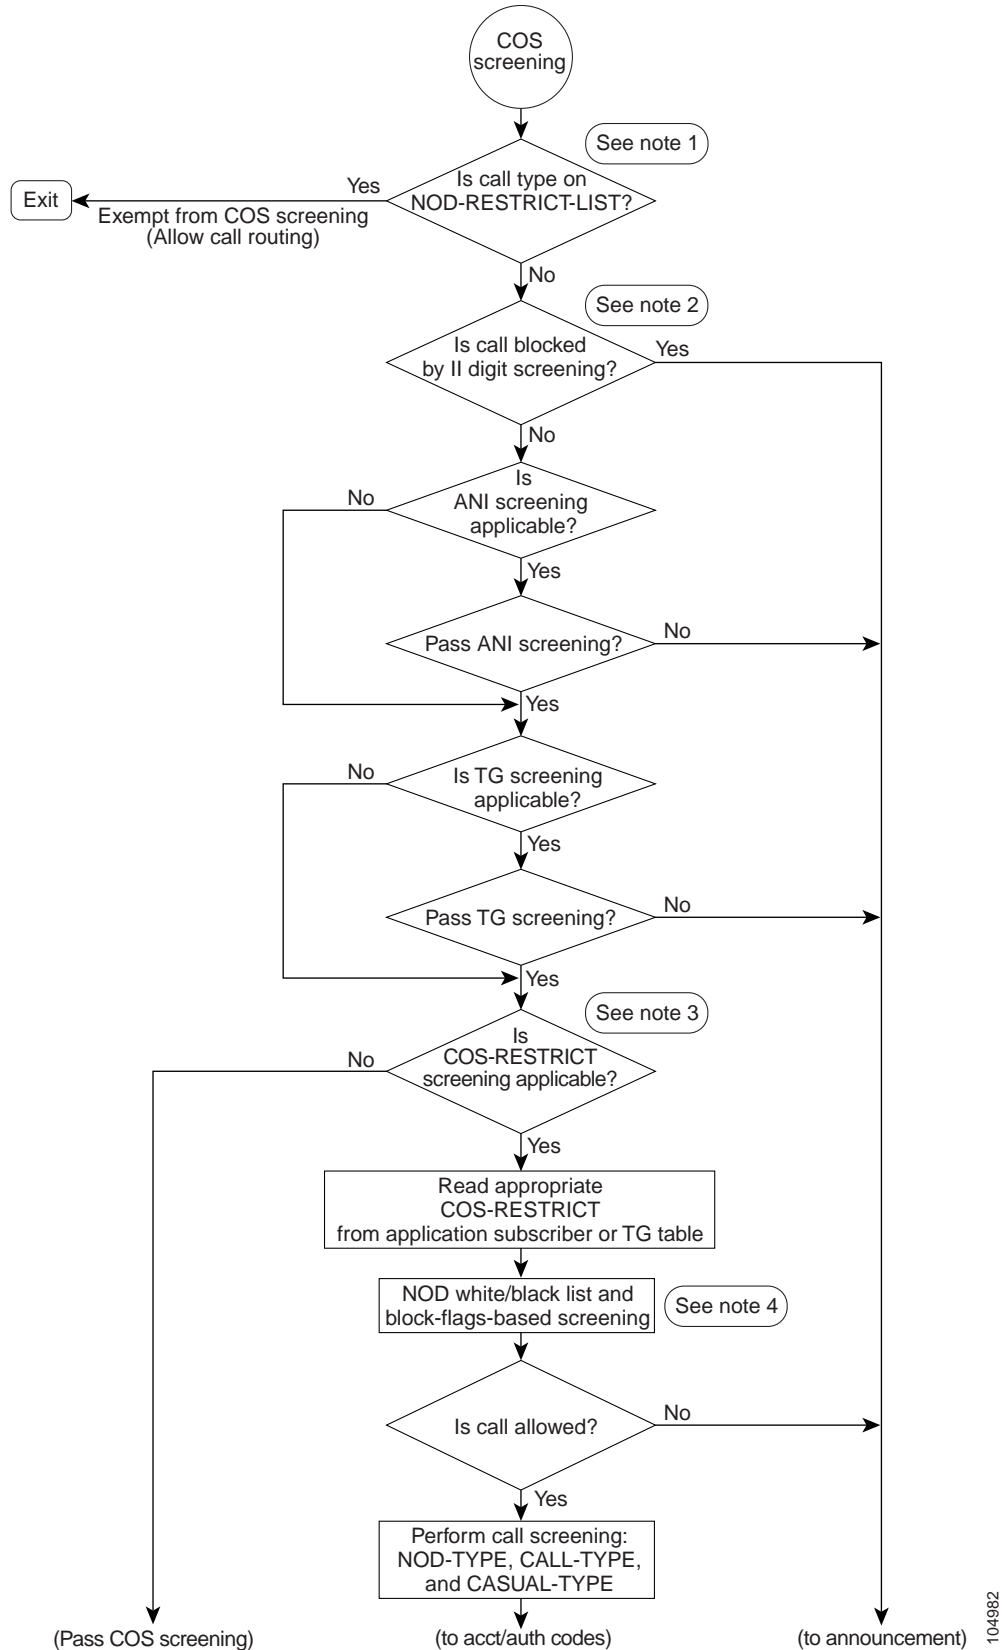 COS
screening
See note 1
Is call type on
NOD-RESTRICT-LIST?
Yes
Exit
Exempt from COS screening
(Allow call routing)
No
See note 2
Is call blocked
by II digit screening?
Yes
No
Is
ANI screening
applicable?
No
Yes
Pass ANI screening?
No
Yes
Is TG screening
applicable?
No
Yes
Pass TG screening?
No
Yes
See note 3
Is
COS-RESTRICT
screening applicable?
No
Yes
Read appropriate
COS-RESTRICT
from application subscriber or TG table
NOD white/black list and
block-flags-based screening
See note 4
Is call allowed?
No
Yes
Perform call screening:
NOD-TYPE, CALL-TYPE,
and CASUAL-TYPE
(Pass COS screening)
(to acct/auth codes)
(to announcement)
104982